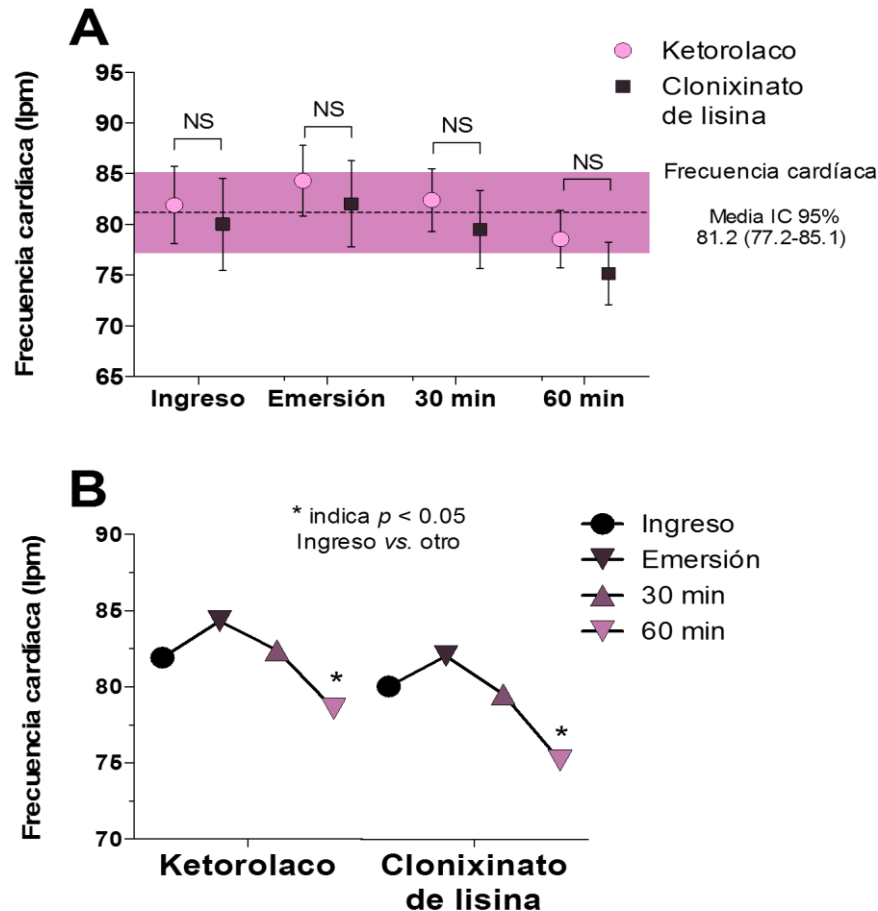 A
Ketorolaco
Clonixinato
de lisina
Frecuencia cardíaca (lpm)
95
90
85
80
75
70
65
NS
NS
NS
NS
Frecuencia cardíaca
Media IC 95%
81.2 (77.2-85.1)
Ingreso
Emersión
30 min
60 min
B
* indica p < 0.05
Ingreso vs. otro
Ingreso
Emersión
30 min
60 min
Frecuencia cardíaca (lpm)
90
85
80
75
70
*
*
Ketorolaco
Clonixinato
de lisina